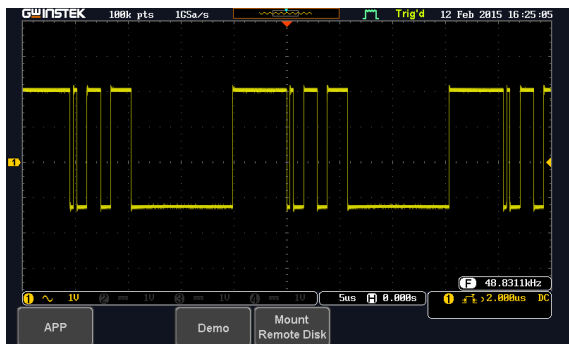 GWINSTEK 100k pts 1GSa/s Trig'd 12 Feb 2015 16:25:05
1
F 48.8311kHz
1 1V 2 1V 3 1V 4 1V 5us H 0.000s 1 >2.000us DC
APP Demo Mount
Remote Disk